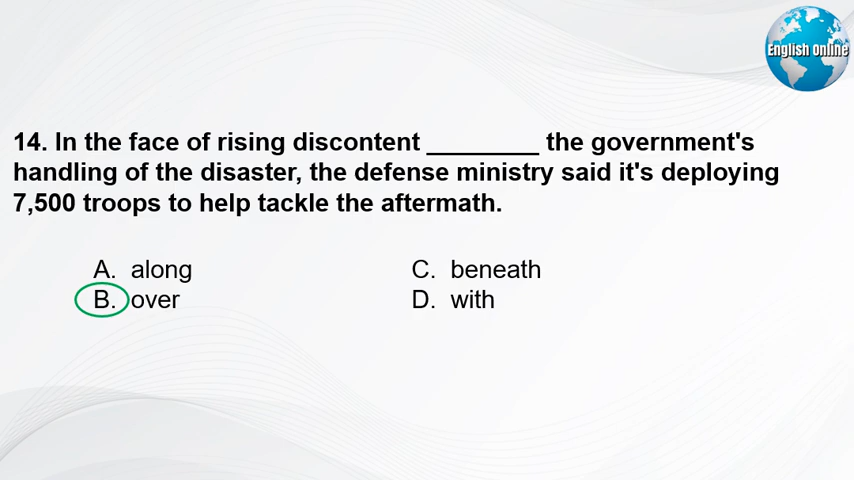 English Online
14. In the face of rising discontent ________ the government's
handling of the disaster, the defense ministry said it's deploying
7,500 troops to help tackle the aftermath.
A. along
B. over
C. beneath
D. with